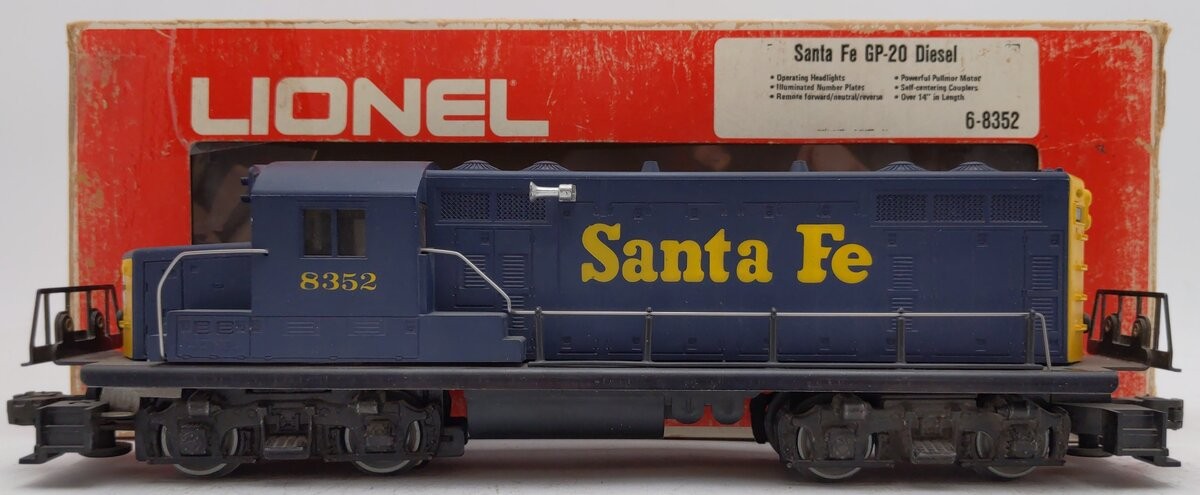 LIONEL
Santa Fe GP-20 Diesel
• Operating Headlights
• Illuminated Number Plates
• Remote forward/neutral/reverse
• Powerful Pullmor Motor
• Self-centering Couplers
• Over 14" in Length
6-8352
Santa Fe
8352